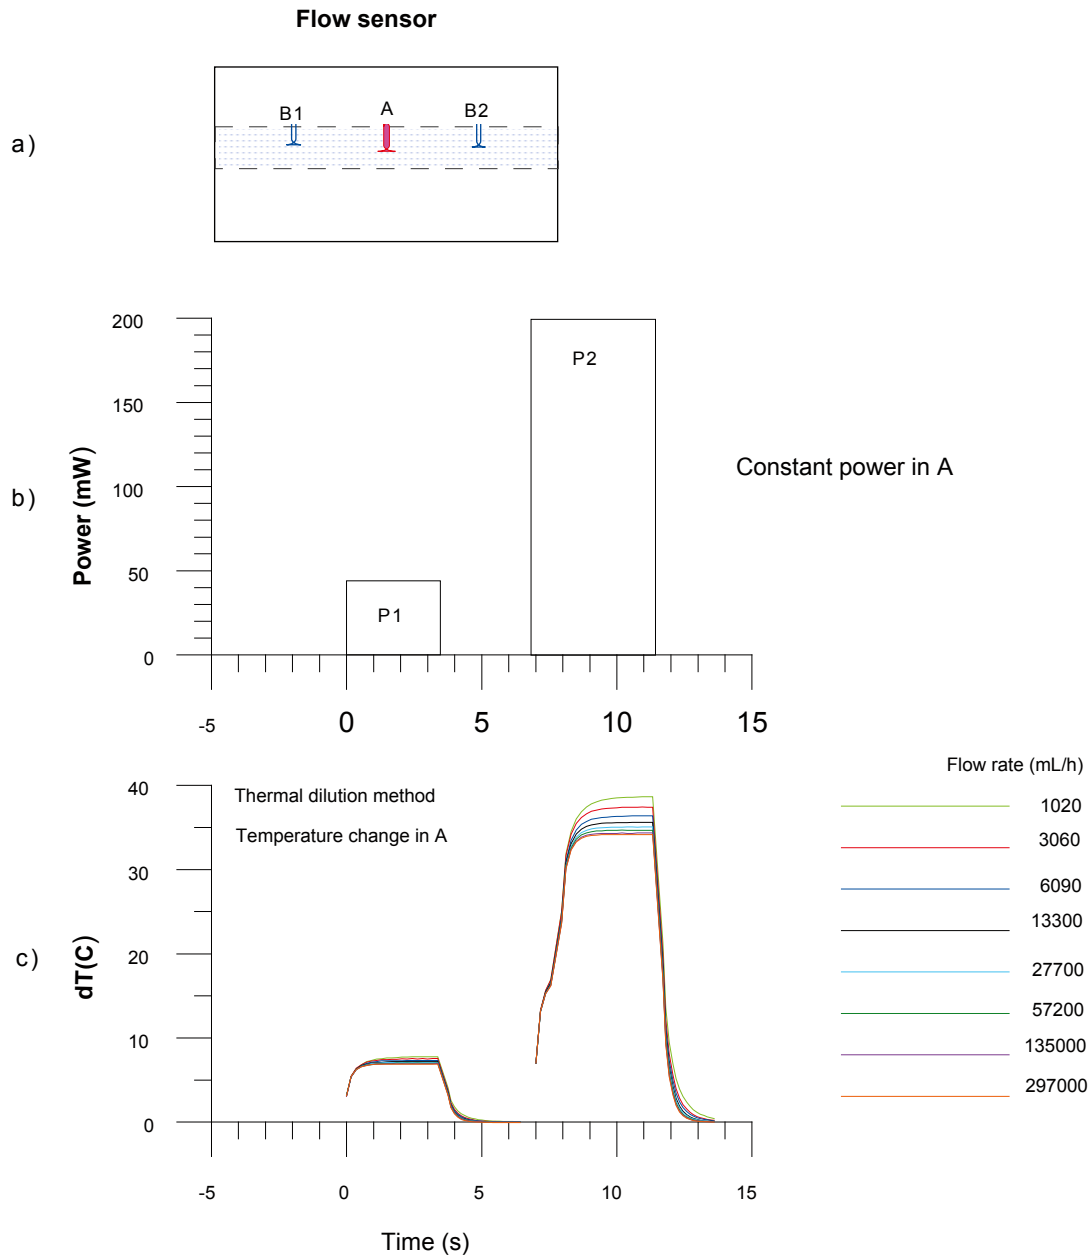 Flow sensor
a)
B1
A
B2
b)
Power (mW)
200
150
100
50
0
P1
P2
Constant power in A
-5
0
5
10
15
c)
dT(C)
40
30
20
10
0
Thermal dilution method
Temperature change in A
-5
0
5
10
15
Time (s)
Flow rate (mL/h)
1020
3060
6090
13300
27700
57200
135000
297000